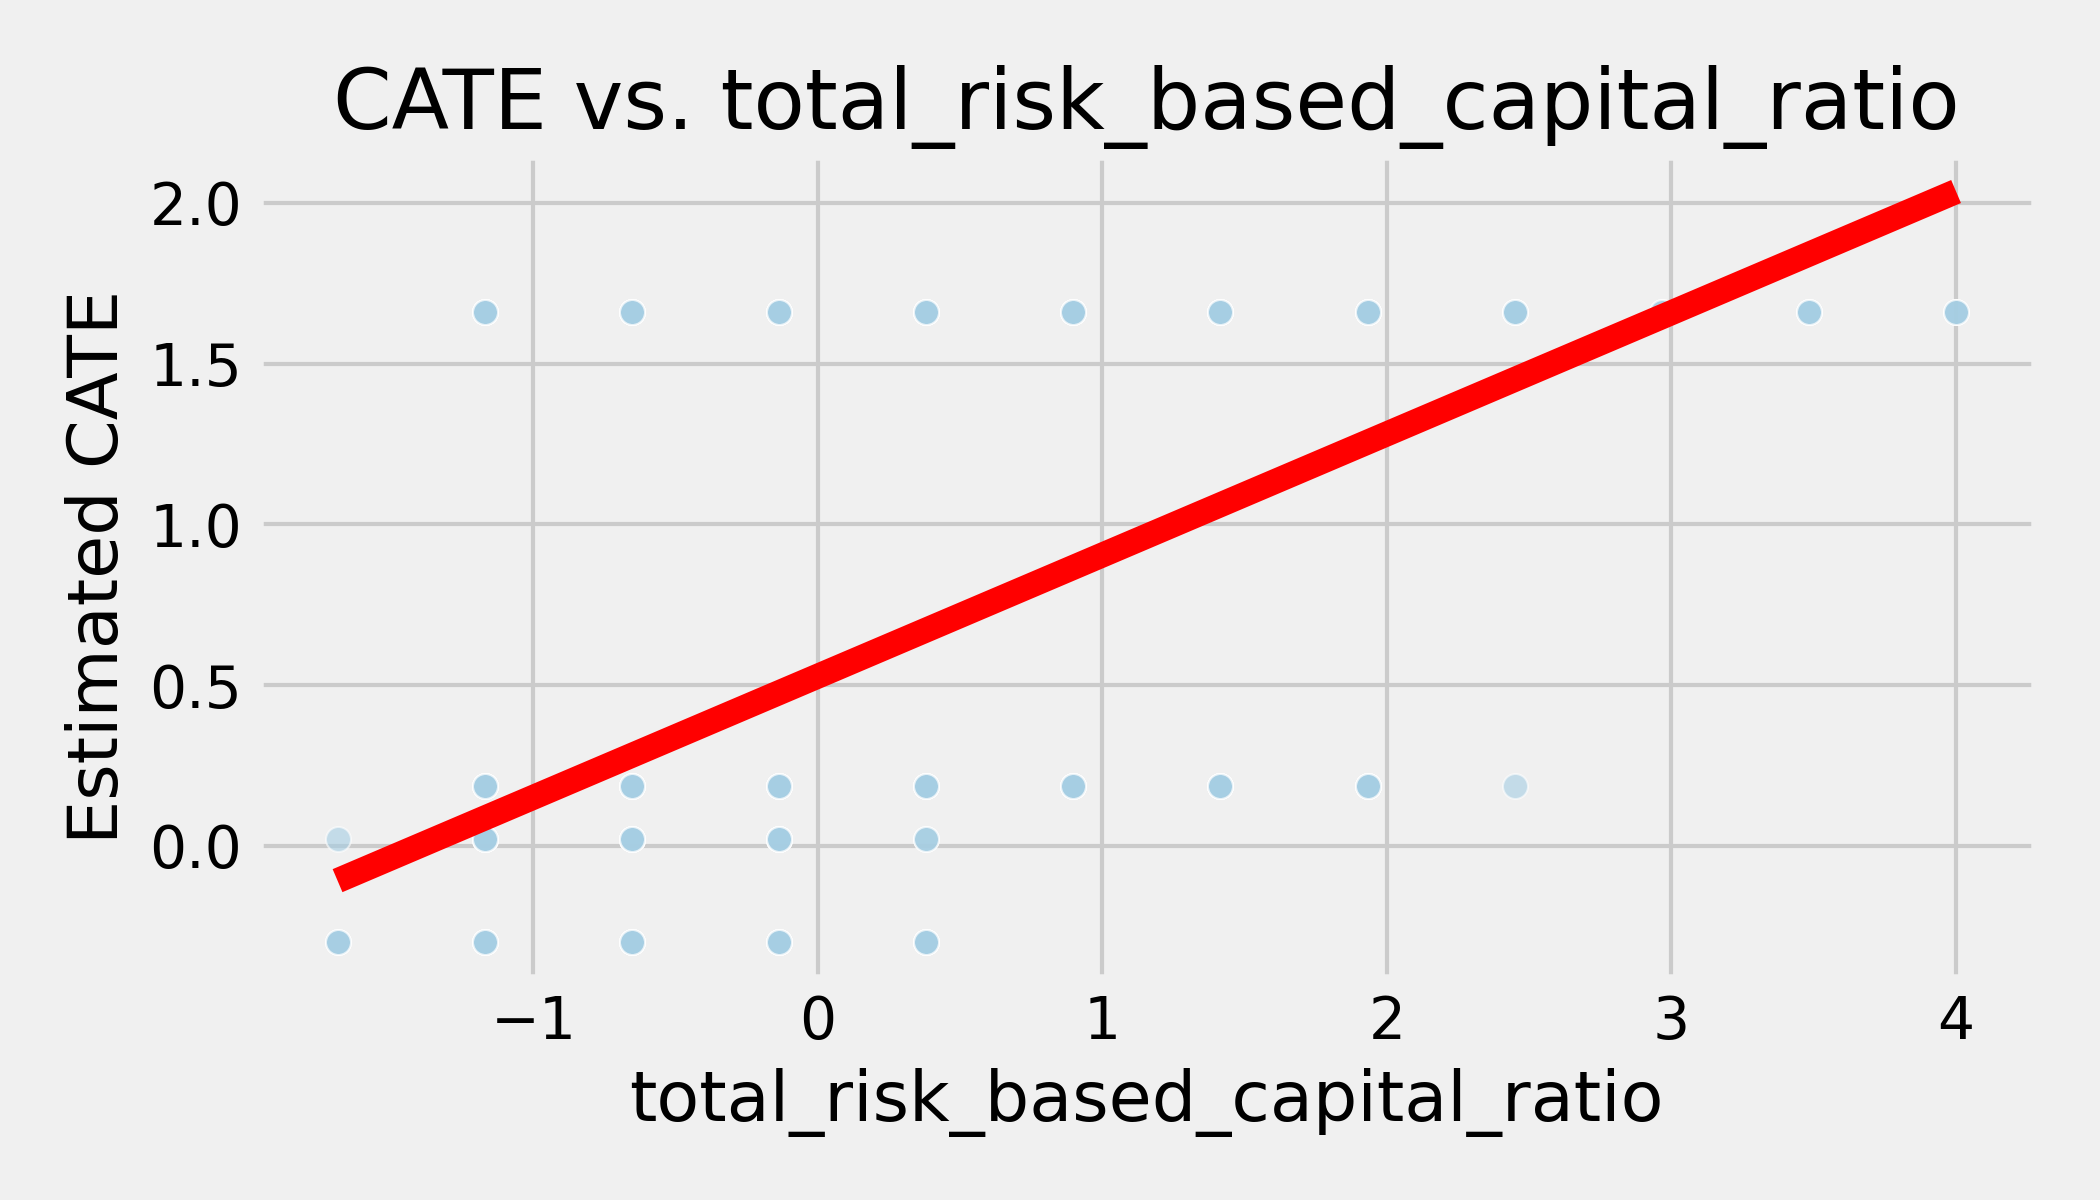 CATE vs. total_risk_based_capital_ratio
Estimated CATE
2.0
1.5
1.0
0.5
0.0
−1 0 1 2 3 4
total_risk_based_capital_ratio